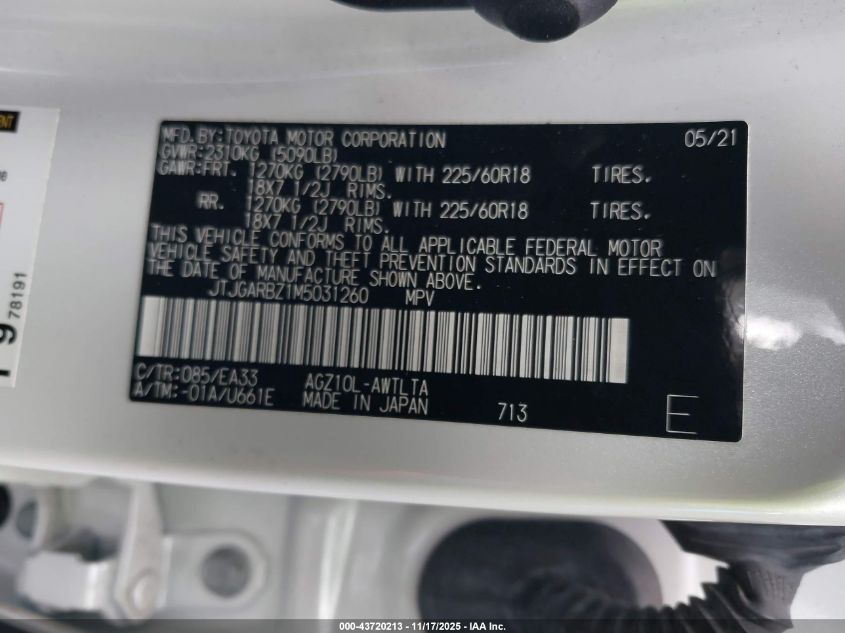 MFD.BY:TOYOTA MOTOR CORPORATION 05/21
GVWR:2310KG (5090LB)
GAWR:FRT. 1270KG (2790LB) WITH 225/60R18 TIRES.
18X7 1/2J RIMS.
RR. 1270KG (2790LB) WITH 225/60R18 TIRES.
18X7 1/2J RIMS.
THIS VEHICLE CONFORMS TO ALL APPLICABLE FEDERAL MOTOR
VEHICLE SAFETY AND THEFT PREVENTION STANDARDS IN EFFECT ON
THE DATE OF MANUFACTURE SHOWN ABOVE.
JTJGARBZ1M5031260 MPV
C/TR:085/EA33 AGZ10L-AWTLTA
A/TM:-01A/U661E MADE IN JAPAN 713 E
78191
000-43720213 - 11/17/2025 - IAA Inc.